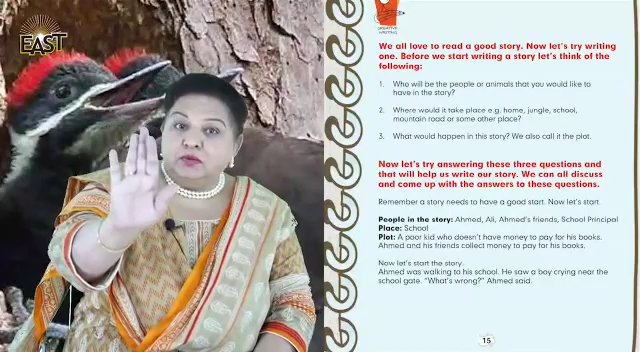 EAST
CREATIVE
WRITING
We all love to read a good story. Now let's try writing
one. Before we start writing a story let's think of the
following:
1. Who will be the people or animals that you would like to
have in the story?
2. Where would it take place e.g. home, jungle, school,
mountain road or some other place?
3. What would happen in this story? We also call it the plot.
Now let's try answering these three questions and
that will help us write our story. We can all discuss
and come up with the answers to these questions.
Remember a story needs to have a good start. Now let's start
People in the story: Ahmed, Ali, Ahmed's friends, School Principal
Place: School
Plot: A poor kid who doesn't have money to pay for his books.
Ahmed and his friends collect money to pay for his books.
Now let's start the story.
Ahmed was walking to his school. He saw a boy crying near the
school gate. "What's wrong?" Ahmed said.
15